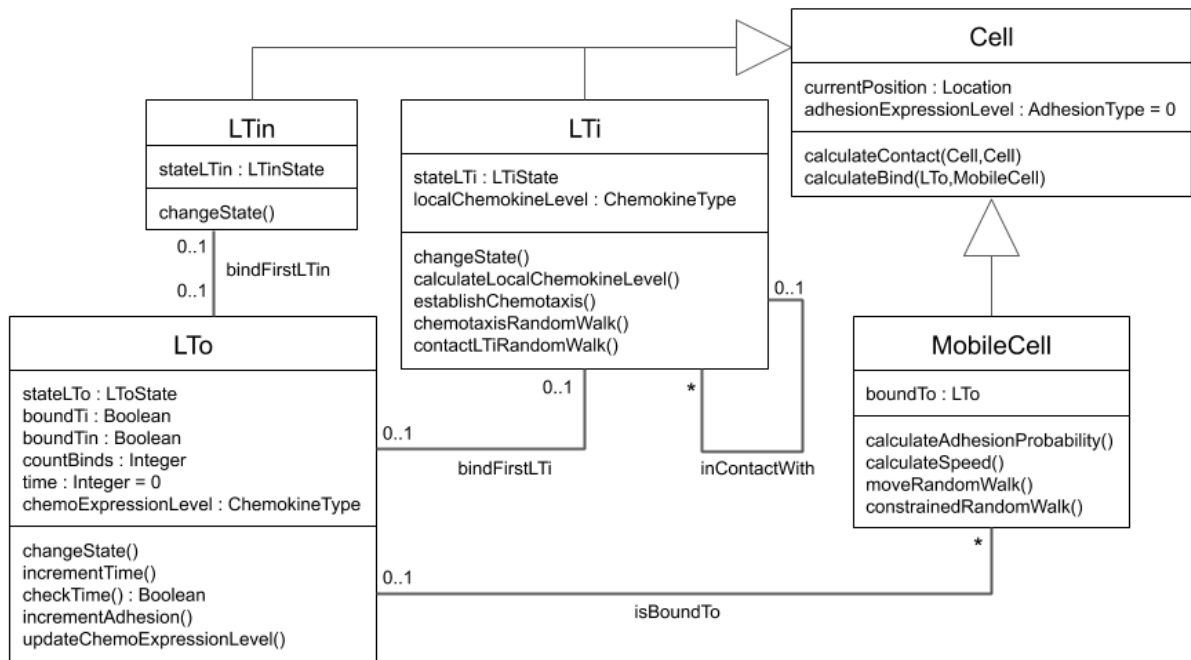 Cell
currentPosition : Location
adhesionExpressionLevel : AdhesionType = 0
calculateContact(Cell,Cell)
calculateBind(LTo,MobileCell)
LTin
stateLTin : LTinState
changeState()
0..1
bindFirstLTin
0..1
LTi
stateLTi : LTiState
localChemokineLevel : ChemokineType
changeState()
calculateLocalChemokineLevel()
establishChemotaxis()
chemotaxisRandomWalk()
contactLTiRandomWalk()
0..1
*
inContactWith
0..1
0..1
bindFirstLTi
LTo
stateLTo : LToState
boundTi : Boolean
boundTin : Boolean
countBinds : Integer
time : Integer = 0
chemoExpressionLevel : ChemokineType
changeState()
incrementTime()
checkTime() : Boolean
incrementAdhesion()
updateChemoExpressionLevel()
MobileCell
boundTo : LTo
calculateAdhesionProbability()
calculateSpeed()
moveRandomWalk()
constrainedRandomWalk()
*
0..1
isBoundTo